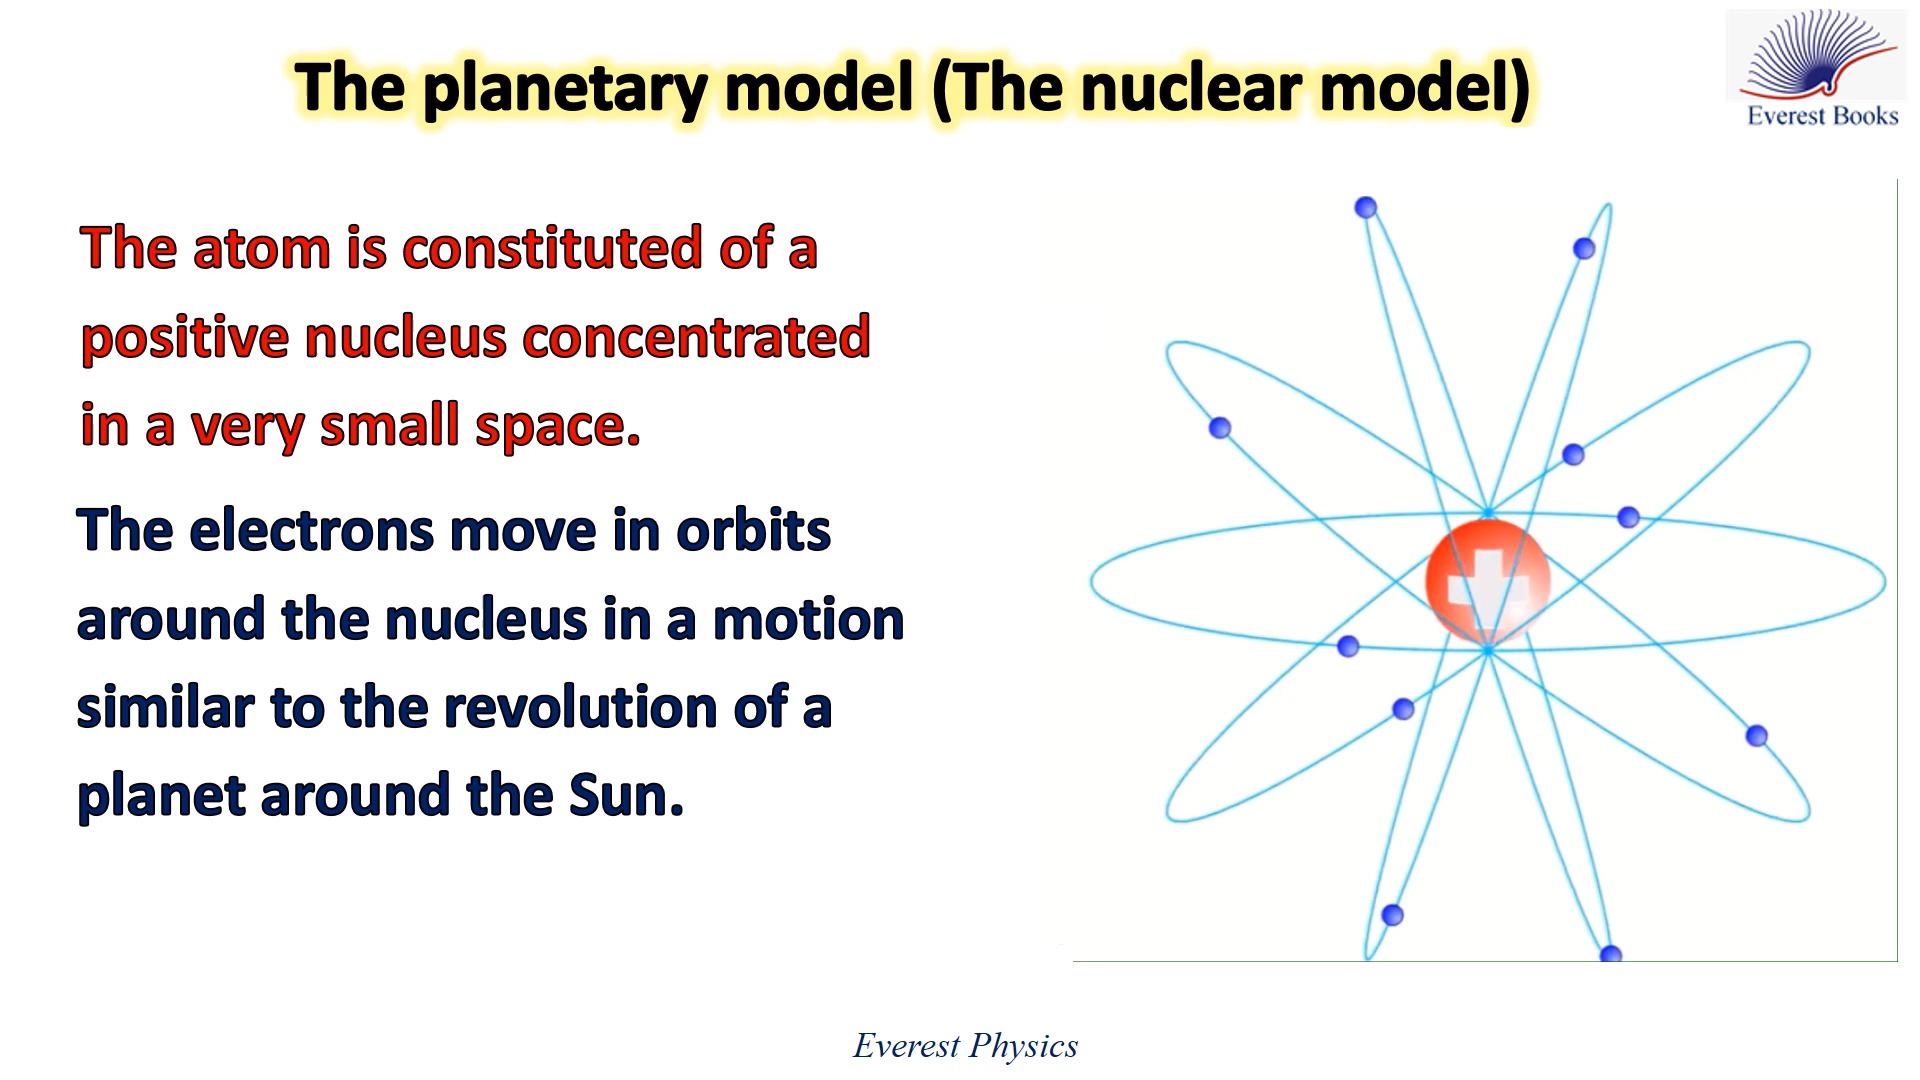 The planetary model (The nuclear model)
Everest Books
The atom is constituted of a
positive nucleus concentrated
in a very small space.
The electrons move in orbits
around the nucleus in a motion
similar to the revolution of a
planet around the Sun.
Everest Physics